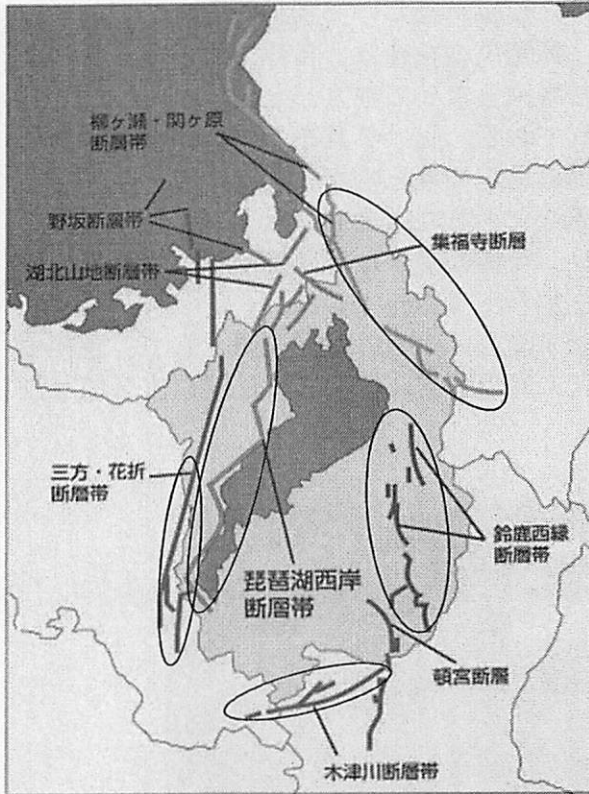 柳ヶ瀬・関ヶ原
断層帯
野坂断層帯
集福寺断層
湖北山地断層帯
三方・花折
断層帯
鈴鹿西縁
断層帯
琵琶湖西岸
断層帯
頓宮断層
木津川断層帯